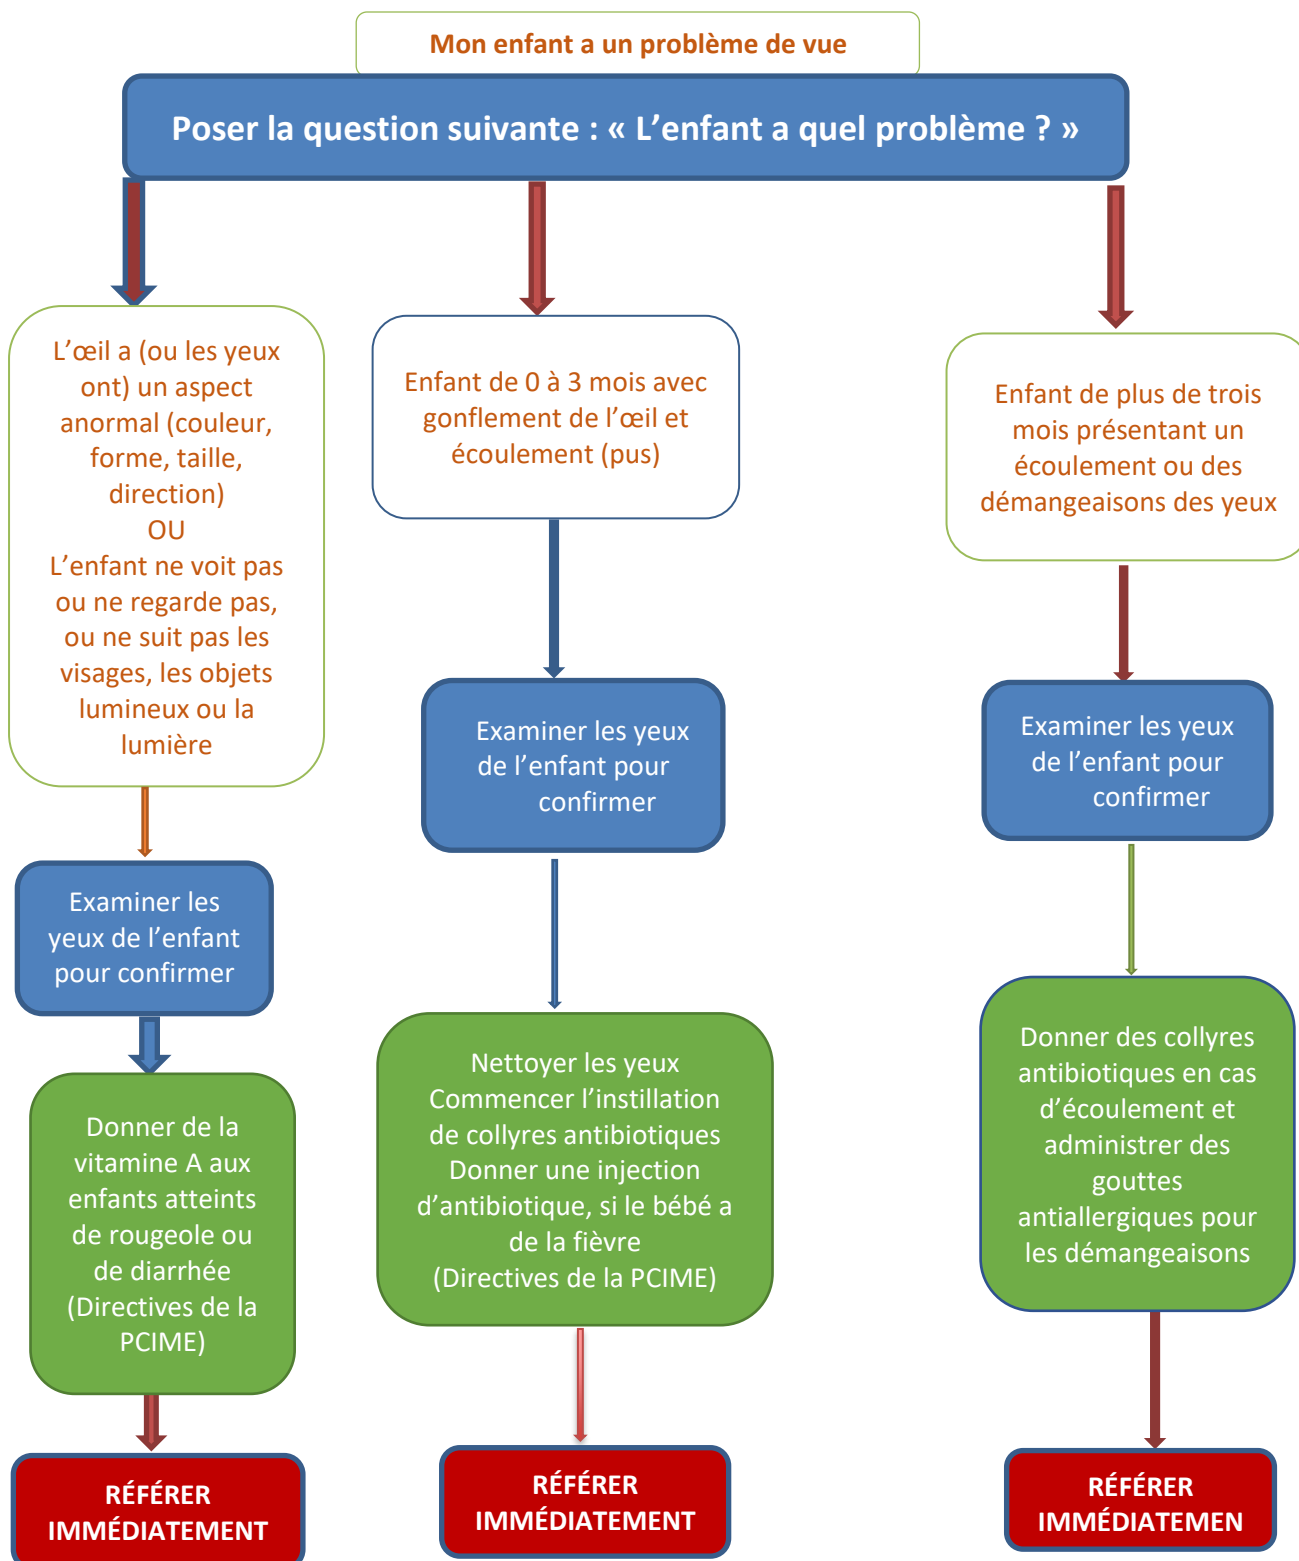 Mon enfant a un problème de vue
Poser la question suivante : « L'enfant a quel problème ? »
L'œil a (ou les yeux
ont) un aspect
anormal (couleur,
forme, taille,
direction)
OU
L'enfant ne voit pas
ou ne regarde pas,
ou ne suit pas les
visages, les objets
lumineux ou la
lumière
Examiner les
yeux de l'enfant
pour confirmer
Donner de la
vitamine A aux
enfants atteints
de rougeole ou
de diarrhée
(Directives de la
PCIME)
RÉFÉRER
IMMÉDIATEMENT
Enfant de 0 à 3 mois avec
gonflement de l'œil et
écoulement (pus)
Examiner les yeux
de l'enfant pour
confirmer
Nettoyer les yeux
Commencer l'instillation
de collyres antibiotiques
Donner une injection
d'antibiotique, si le bébé a
de la fièvre
(Directives de la PCIME)
RÉFÉRER
IMMÉDIATEMENT
Enfant de plus de trois
mois présentant un
écoulement ou des
démangeaisons des yeux
Examiner les yeux
de l'enfant pour
confirmer
Donner des collyres
antibiotiques en cas
d'écoulement et
administrer des
gouttes
antiallergiques pour
les démangeaisons
RÉFÉRER
IMMÉDIATEMEN